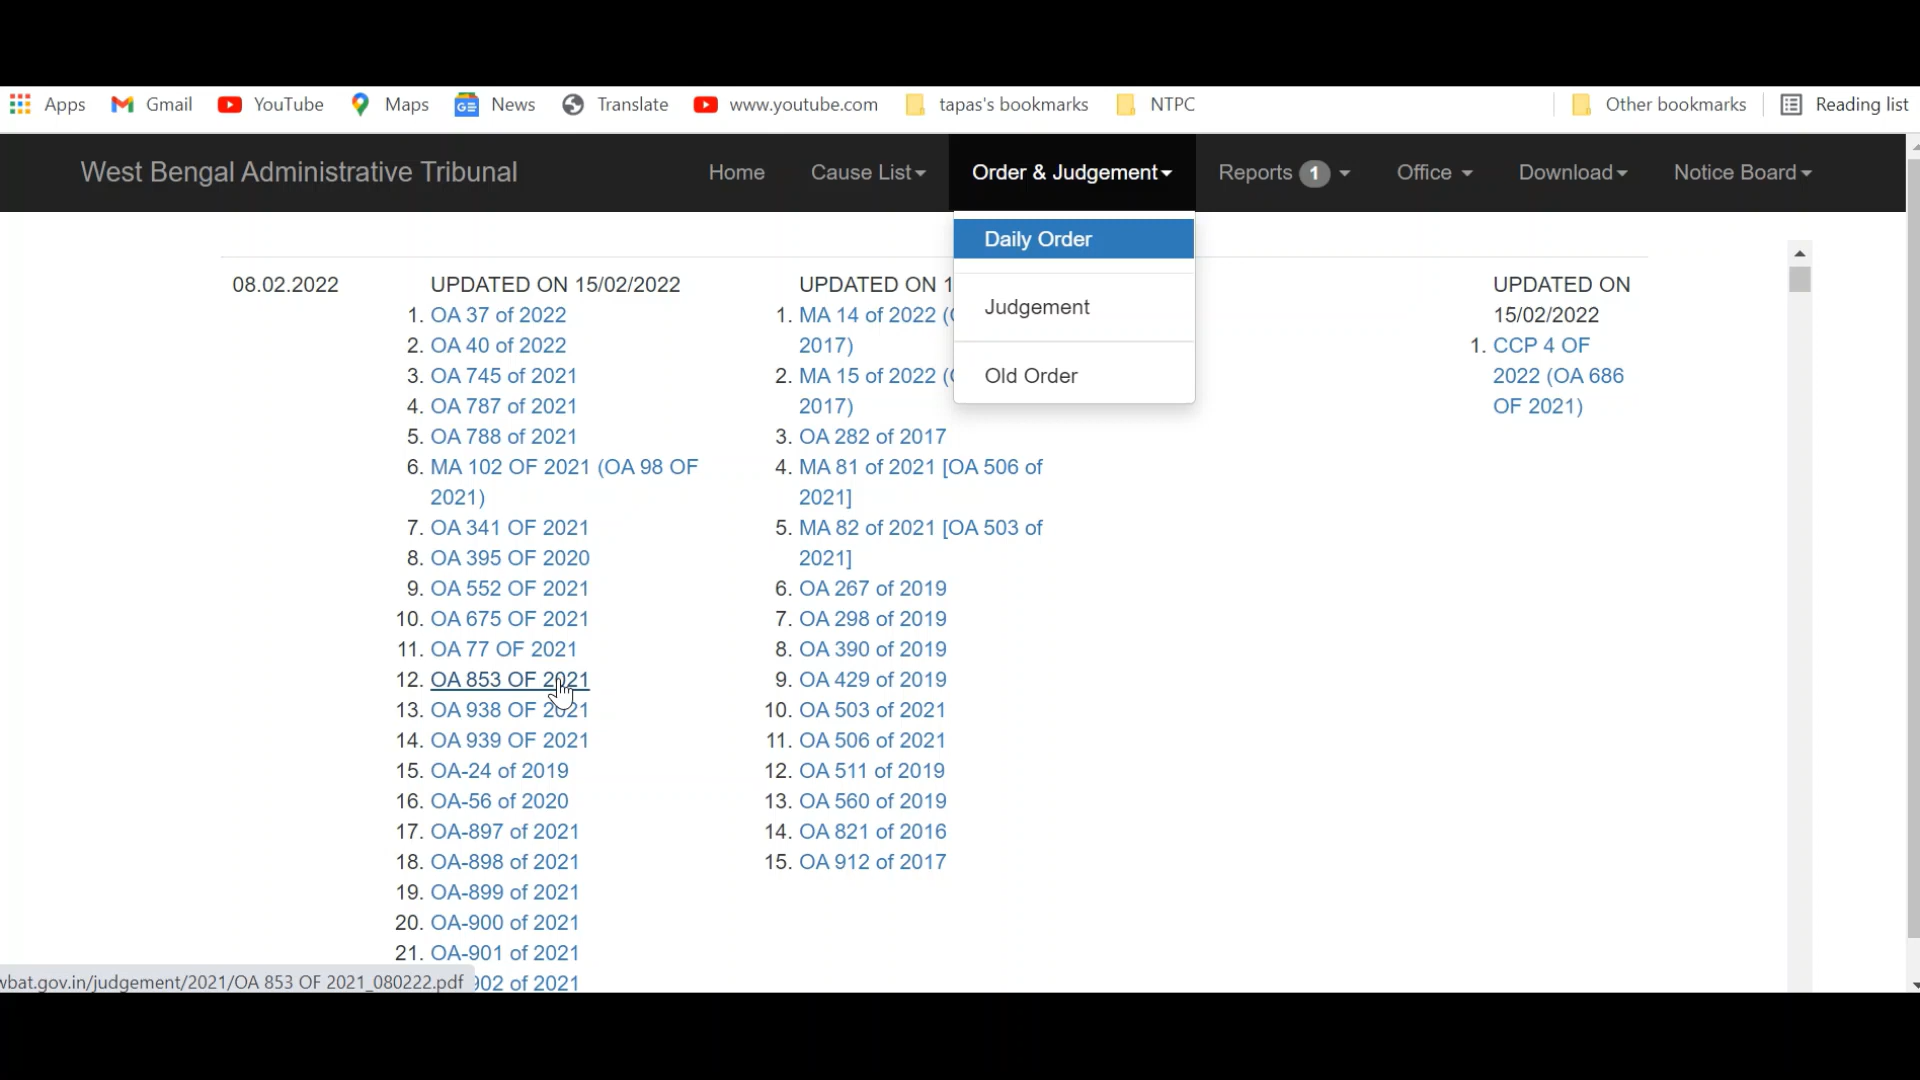 Apps Gmail YouTube Maps News Translate www.youtube.com tapas's bookmarks NTPC Other bookmarks Reading list
West Bengal Administrative Tribunal Home Cause List Order & Judgement Reports 1 Office Download Notice Board
Daily Order
Judgement
Old Order
08.02.2022
UPDATED ON 15/02/2022
1. OA 37 of 2022
2. OA 40 of 2022
3. OA 745 of 2021
4. OA 787 of 2021
5. OA 788 of 2021
6. MA 102 OF 2021 (OA 98 OF
2021)
7. OA 341 OF 2021
8. OA 395 OF 2020
9. OA 552 OF 2021
10. OA 675 OF 2021
11. OA 77 OF 2021
12. OA 853 OF 2021
13. OA 938 OF 2021
14. OA 939 OF 2021
15. OA-24 of 2019
16. OA-56 of 2020
17. OA-897 of 2021
18. OA-898 of 2021
19. OA-899 of 2021
20. OA-900 of 2021
21. OA-901 of 2021
902 of 2021
UPDATED ON 1
1. MA 14 of 2022 (
2017)
2. MA 15 of 2022 (
2017)
3. OA 282 of 2017
4. MA 81 of 2021 [OA 506 of
2021]
5. MA 82 of 2021 [OA 503 of
2021]
6. OA 267 of 2019
7. OA 298 of 2019
8. OA 390 of 2019
9. OA 429 of 2019
10. OA 503 of 2021
11. OA 506 of 2021
12. OA 511 of 2019
13. OA 560 of 2019
14. OA 821 of 2016
15. OA 912 of 2017
UPDATED ON
15/02/2022
1. CCP 4 OF
2022 (OA 686
OF 2021)
wbat.gov.in/judgement/2021/OA 853 OF 2021_080222.pdf